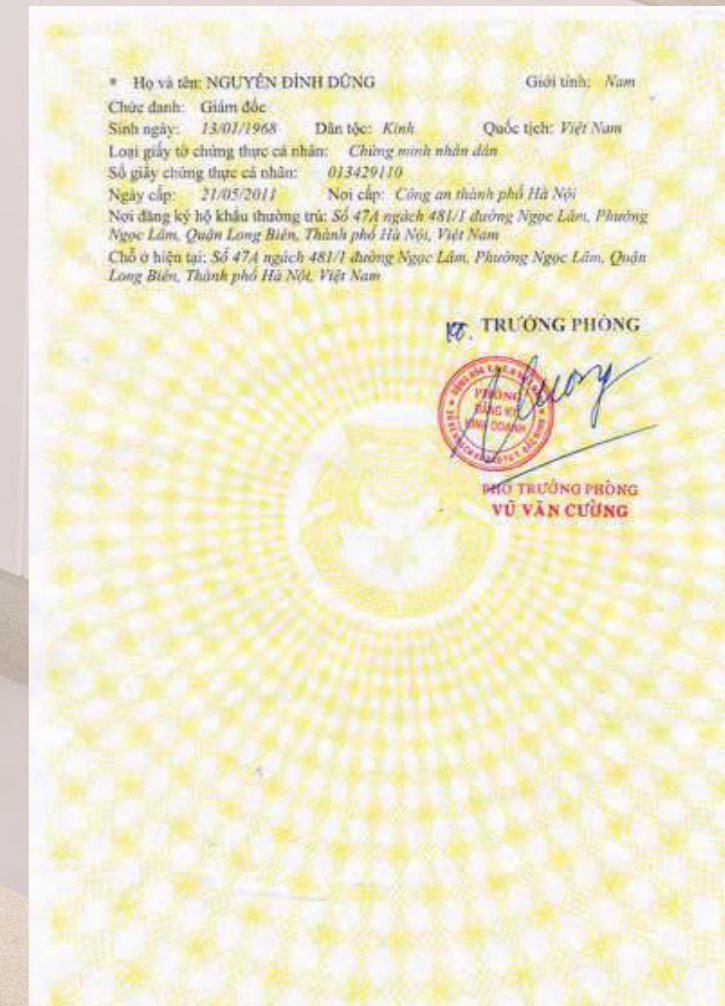 * Họ và tên: NGUYỄN ĐÌNH DŨNG Giới tính: Nam
Chức danh: Giám đốc
Sinh ngày: 13/01/1968 Dân tộc: Kinh Quốc tịch: Việt Nam
Loại giấy tờ chứng thực cá nhân: Chứng minh nhân dân
Số giấy chứng thực cá nhân: 013429110
Ngày cấp: 21/05/2011 Nơi cấp: Công an thành phố Hà Nội
Nơi đăng ký hộ khẩu thường trú: Số 47A ngách 481/1 đường Ngọc Lâm, Phường
Ngọc Lâm, Quận Long Biên, Thành phố Hà Nội, Việt Nam
Chỗ ở hiện tại: Số 47A ngách 481/1 đường Ngọc Lâm, Phường Ngọc Lâm, Quận
Long Biên, Thành phố Hà Nội, Việt Nam
KT. TRƯỞNG PHÒNG
PHÒNG
ĐĂNG KÝ
KINH DOANH
PHÓ TRƯỞNG PHÒNG
VŨ VĂN CƯỜNG